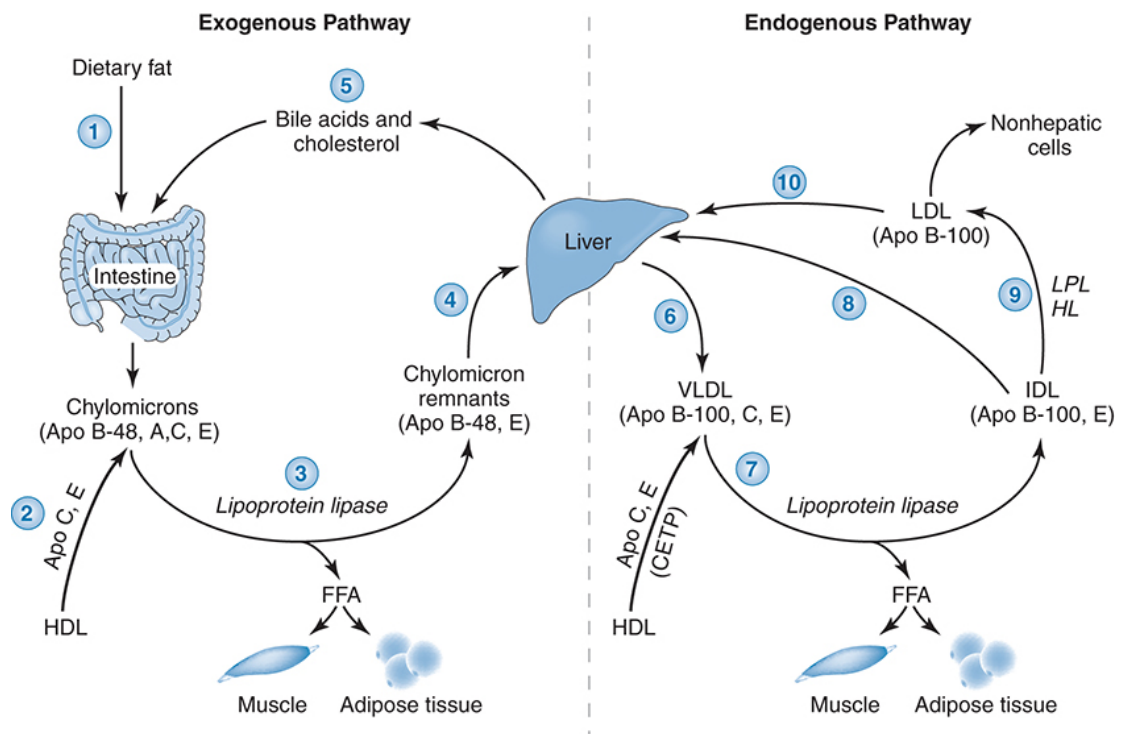 Exogenous Pathway
Dietary fat
1
5
Bile acids and
cholesterol
Intestine
Liver
4
Chylomicron
remnants
(Apo B-48, E)
Chylomicrons
(Apo B-48, A,C, E)
2
Apo C, E
HDL
3
Lipoprotein lipase
FFA
Muscle
Adipose tissue
Endogenous Pathway
Nonhepatic
cells
10
LDL
(Apo B-100)
9
LPL
HL
8
6
VLDL
(Apo B-100, C, E)
IDL
(Apo B-100, E)
7
Lipoprotein lipase
Apo C, E
(CETP)
HDL
FFA
Muscle
Adipose tissue